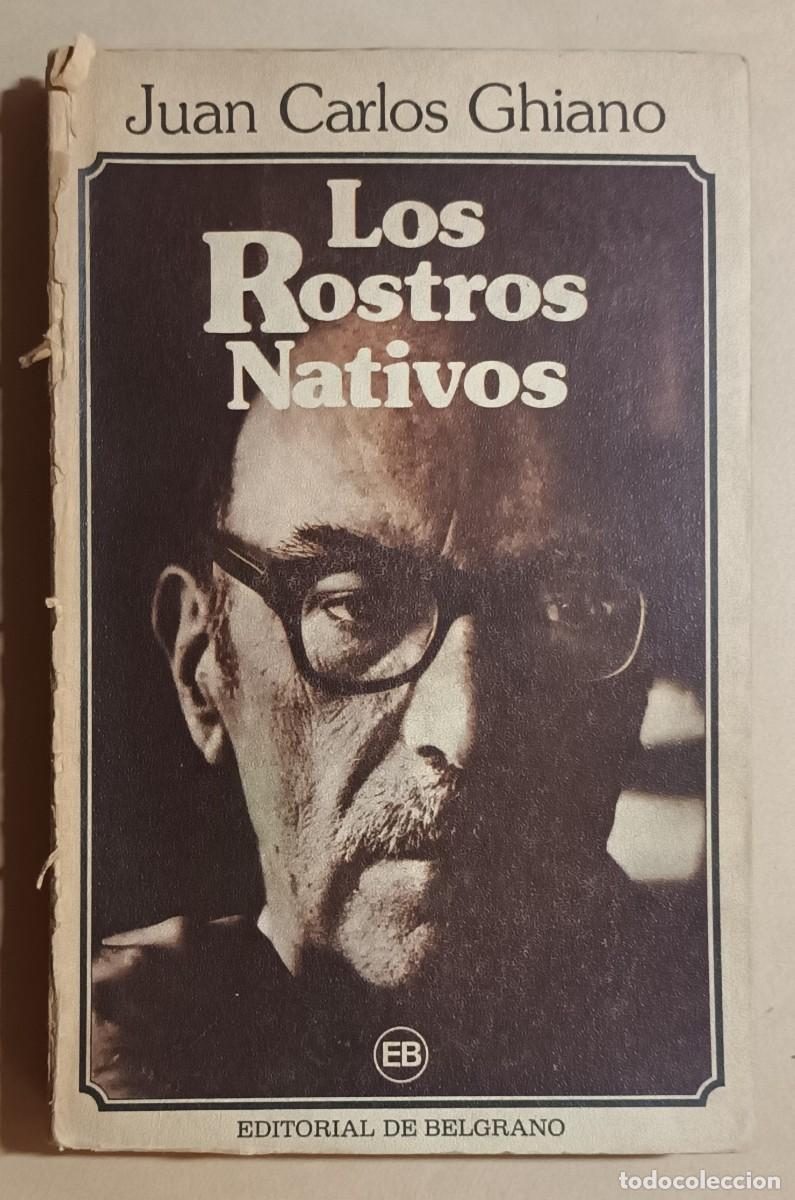 Juan Carlos Ghiano
Los
Rostros
Nativos
EB
EDITORIAL DE BELGRANO
todocoleccion